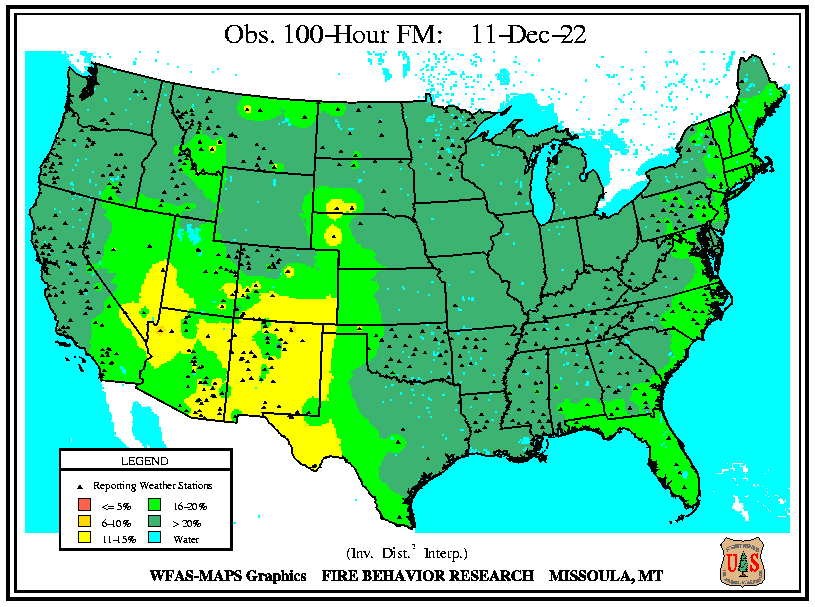 Obs. 100-Hour FM: 11-Dec-22
LEGEND
Reporting Weather Stations
<= 5%
16-20%
6-10%
> 20%
11-15%
Water
(Inv. Dist.² Interp.)
WFAS-MAPS Graphics FIRE BEHAVIOR RESEARCH MISSOULA, MT
U S